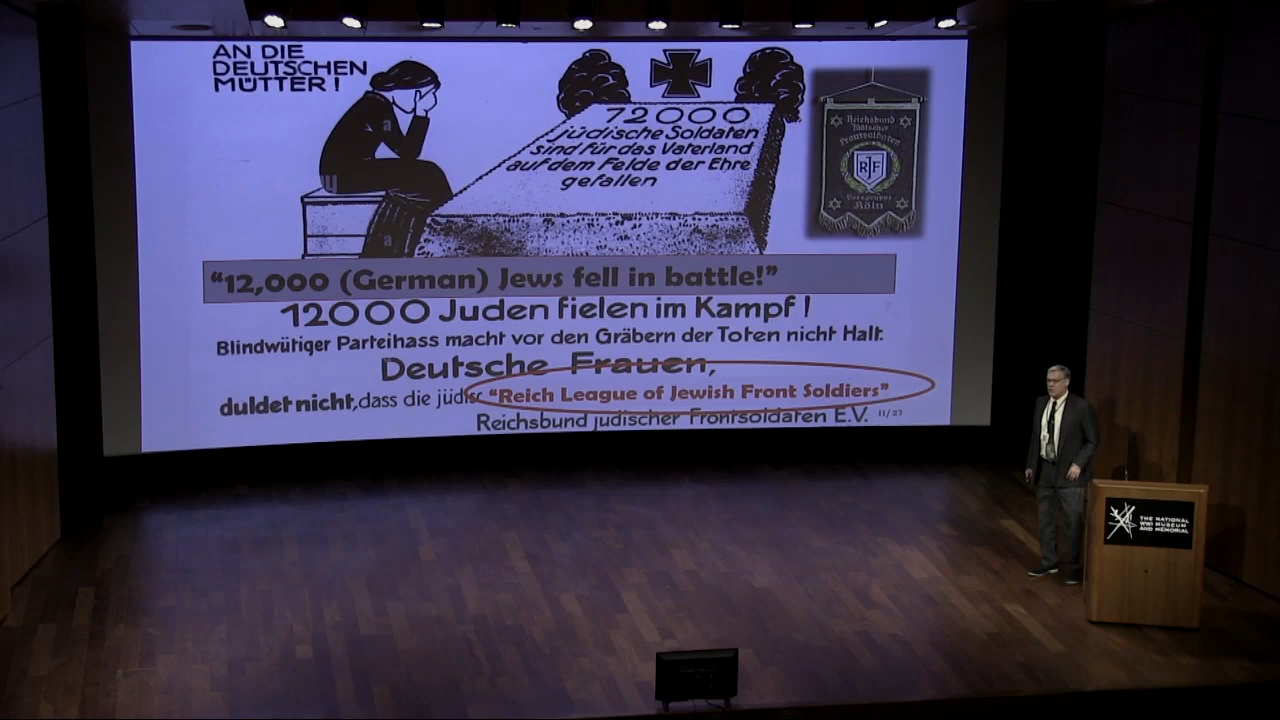 AN DIE
DEUTSCHEN
MÜTTER!
12000
jüdische Soldaten
sind für das Vaterland
auf dem Felde der Ehre
gefallen
Reichsbund
Jüdischer
Frontsoldaten
RJF
Ortsgruppe
Köln
a
y
a
“12,000 (German) Jews fell in battle!”
12000 Juden fielen im Kampf!
Blindwütiger Parteihass macht vor den Gräbern der Toten nicht Halt.
Deutsche Frauen,
duldet nicht, dass die jüdisc
“Reich League of Jewish Front Soldiers”
Reichsbund jüdischer Frontsoldaten E.V.
11/27
THE NATIONAL
WWI MUSEUM
AND MEMORIAL